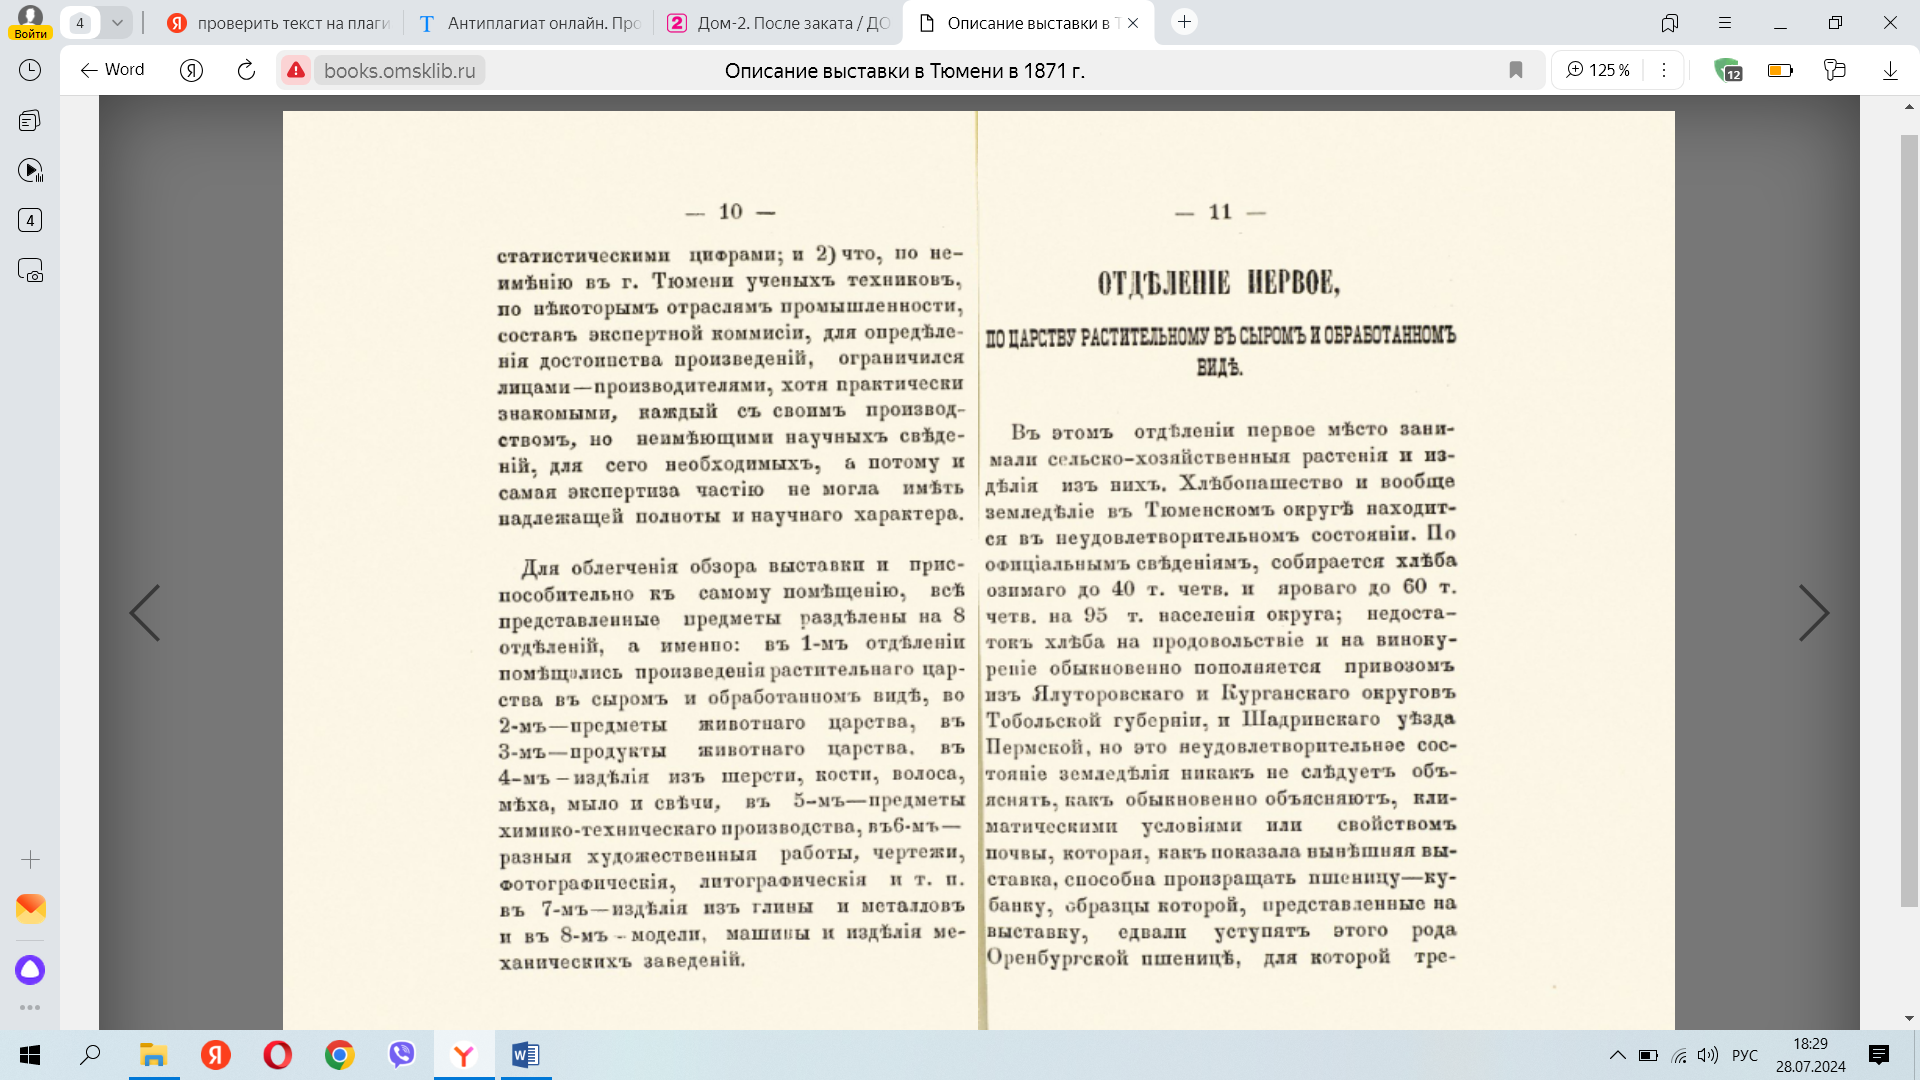 4
проверить текст на плаги
Антиплагиат онлайн. Про
Дом-2. После заката / ДО
Описание выставки в Т
Войти
Word
books.omsklib.ru
Описание выставки в Тюмени в 1871 г.
125 %
12
4
— 10 —
статистическими цифрами; и 2) что, по не-
имѣнію въ г. Тюмени ученыхъ техниковъ,
по нѣкоторымъ отраслямъ промышленности,
составъ экспертной коммисіи, для опредѣле-
нія достоинства произведеній, ограничился
лицами—производителями, хотя практически
знакомыми, каждый съ своимъ производ-
ствомъ, но неимѣющими научныхъ свѣде-
ній, для сего необходимыхъ, а потому и
самая экспертиза частію не могла имѣть
надлежащей полноты и научнаго характера.
Для облегченія обзора выставки и прис-
пособительно къ самому помѣщенію, всѣ
представленные предметы раздѣлены на 8
отдѣленій, а именно: въ 1-мъ отдѣленіи
помѣщались произведенія растительнаго цар-
ства въ сыромъ и обработанномъ видѣ, во
2-мъ—предметы животнаго царства, въ
3-мъ—продукты животнаго царства. въ
4-мъ—издѣлія изъ шерсти, кости, волоса,
мѣха, мыло и свѣчи, въ 5-мъ—предметы
химико-техническаго производства, въ 6-мъ—
разныя художественныя работы, чертежи,
фотографическія, литографическія и т. п.
въ 7-мъ—издѣлія изъ глины и металловъ
и въ 8-мъ—модели, машины и издѣлія ме-
ханическихъ заведеній.
— 11 —
ОТДѢЛЕНІЕ ПЕРВОЕ,
ПО ЦАРСТВУ РАСТИТЕЛЬНОМУ ВЪ СЫРОМЪ И ОБРАБОТАННОМЪ
ВИДѢ.
Въ этомъ отдѣленіи первое мѣсто зани-
мали сельско-хозяйственныя растенія и из-
дѣлія изъ нихъ. Хлѣбопашество и вообще
земледѣліе въ Тюменскомъ округѣ находит-
ся въ неудовлетворительномъ состояніи. По
офиціальнымъ свѣдѣніямъ, собирается хлѣба
озимаго до 40 т. четв. и яроваго до 60 т.
четв. на 95 т. населенія округа; недоста-
токъ хлѣба на продовольствіе и на виноку-
реніе обыкновенно пополняется привозомъ
изъ Ялуторовскаго и Курганскаго округовъ
Тобольской губерніи, и Шадринскаго уѣзда
Пермской, но это неудовлетворительное сос-
тояніе земледѣлія никакъ не слѣдуетъ объ-
яснять, какъ обыкновенно объясняютъ, кли-
матическими условіями или свойствомъ
почвы, которая, какъ показала нынѣшняя вы-
ставка, способна произращать пшеницу—ку-
банку, образцы которой, представленные на
выставку, едвали уступятъ этого рода
Оренбургской пшеницѣ, для которой тре-
РУС
18:29
28.07.2024